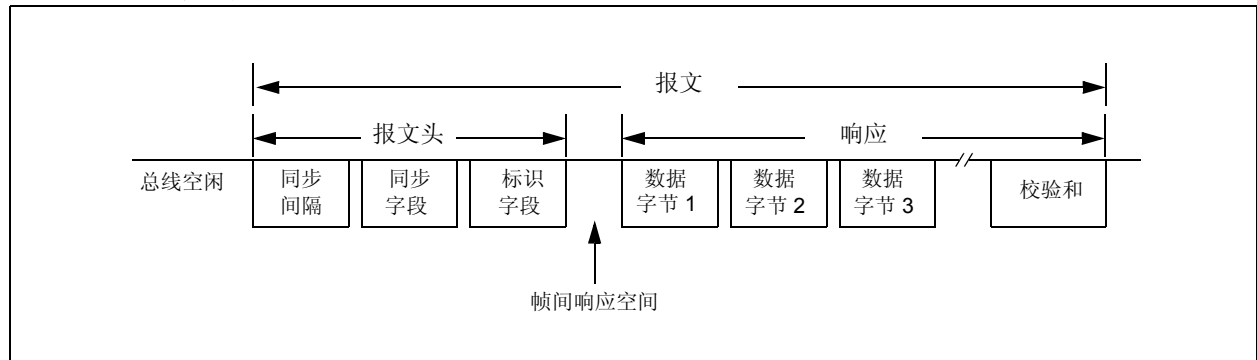 报文
报文头
响应
总线空闲
同步
间隔
同步
字段
标识
字段
数据
字节 1
数据
字节 2
数据
字节 3
校验和
帧间响应空间